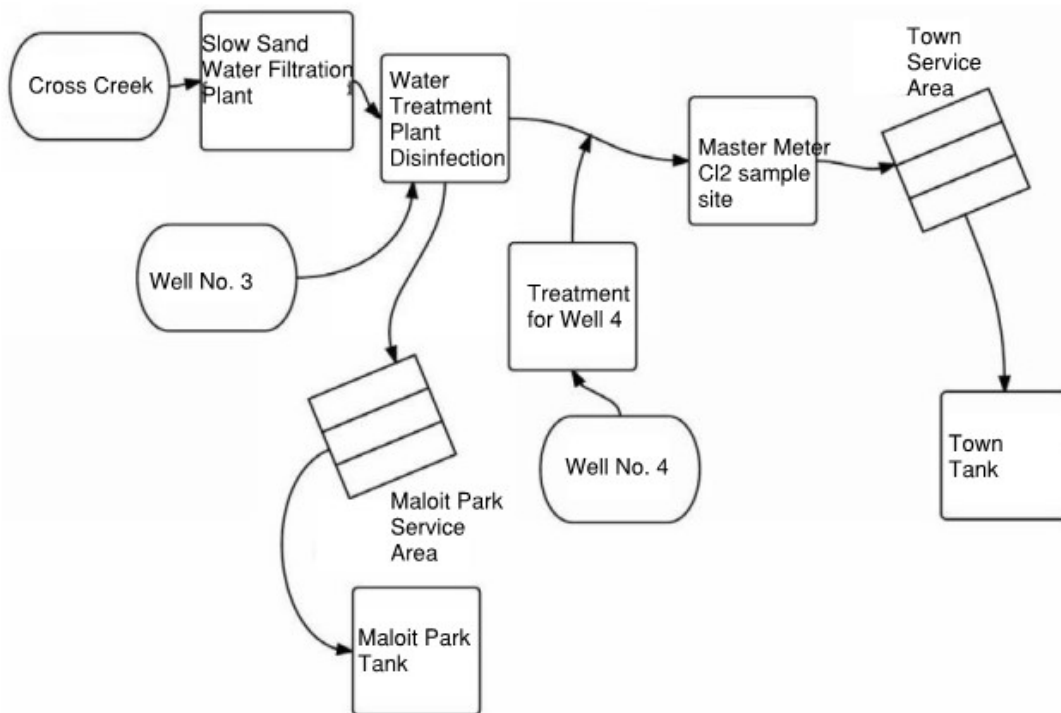 Cross Creek
Slow Sand
Water Filtration
Plant
Water
Treatment
Plant
Disinfection
Town
Service
Area
Master Meter
Cl2 sample
site
Well No. 3
Treatment
for Well 4
Well No. 4
Town
Tank
Maloit Park
Service
Area
Maloit Park
Tank